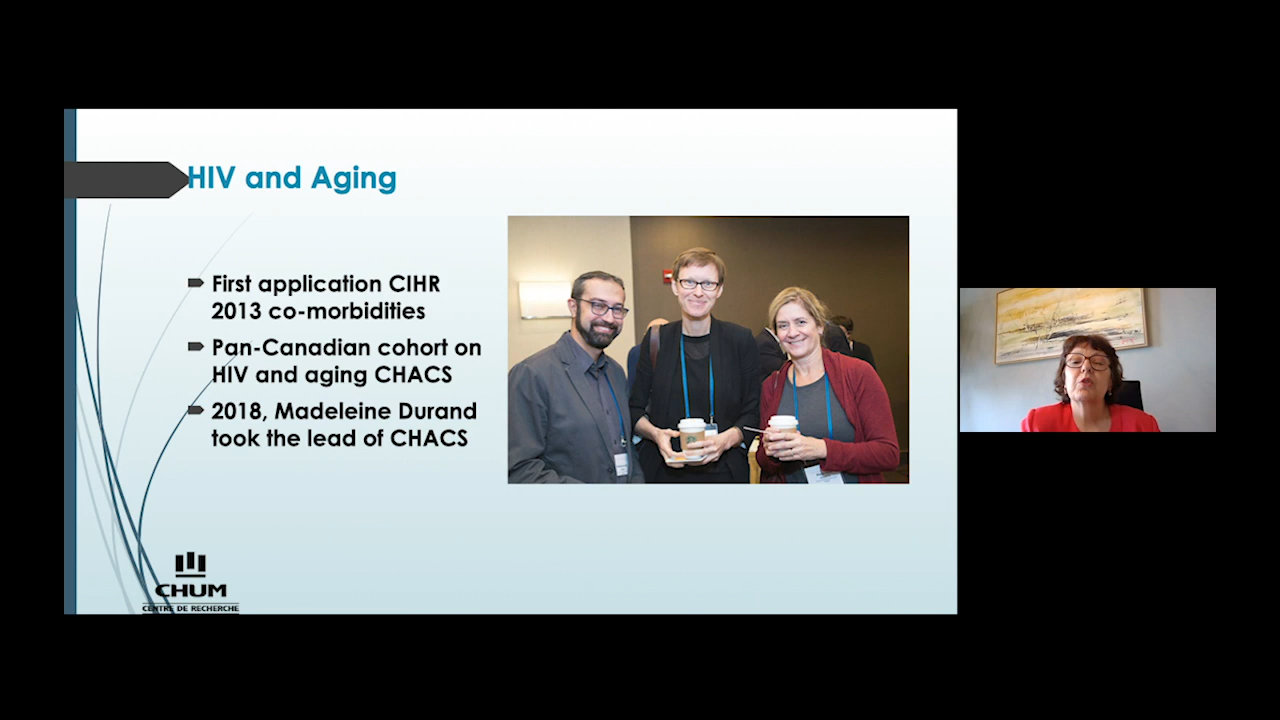 HIV and Aging
First application CIHR
2013 co-morbidities
Pan-Canadian cohort on
HIV and aging CHACS
2018, Madeleine Durand
took the lead of CHACS
CHUM
CENTRE DE RECHERCHE